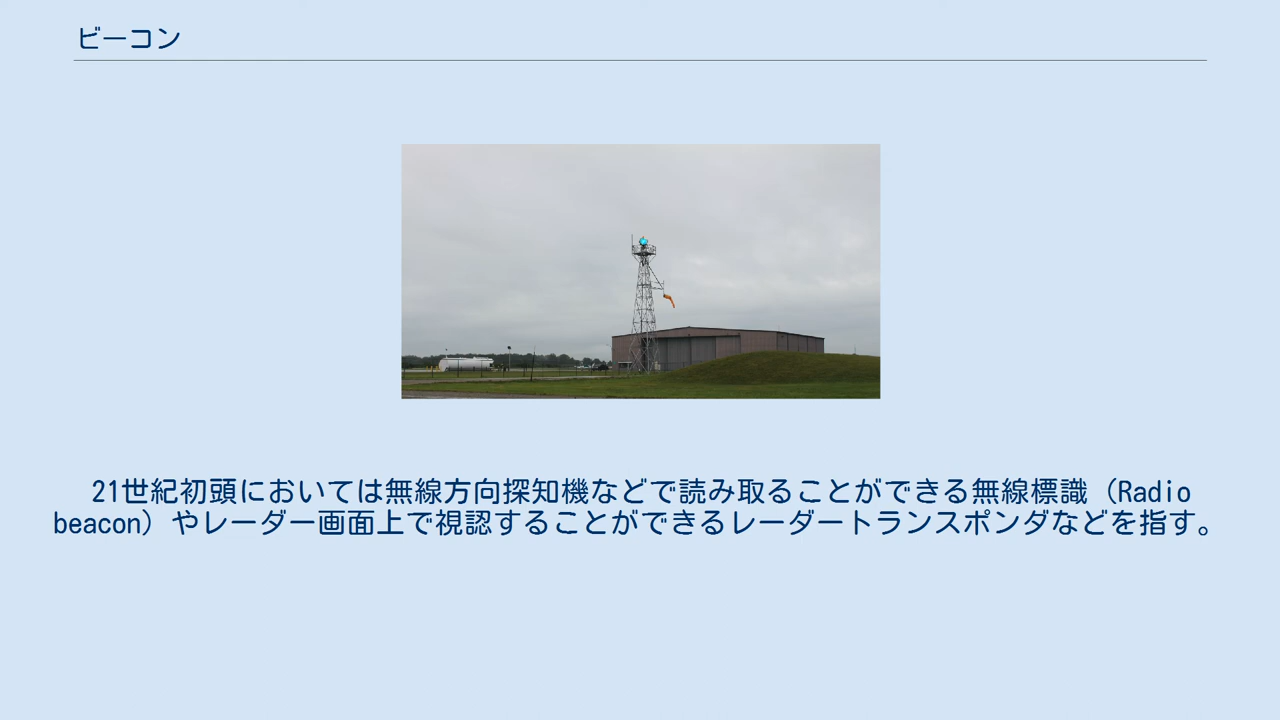 ビーコン
21世紀初頭においては無線方向探知機などで読み取ることができる無線標識（Radio
beacon）やレーダー画面上で視認することができるレーダートランスポンダなどを指す。